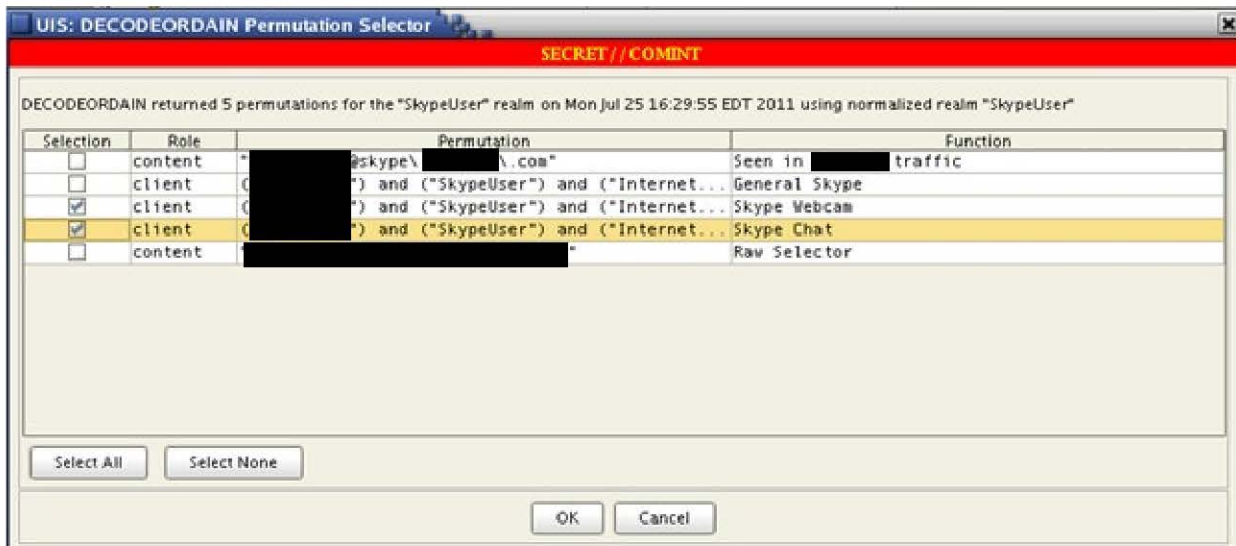 UIS: DECODEORDAIN Permutation Selector
SECRET//COMINT
DECODEORDAIN returned 5 permutations for the "SkypeUser" realm on Mon Jul 25 16:29:55 EDT 2011 using normalized realm "SkypeUser"
Selection Role Permutation Function
content " @skype\ \.com" Seen in traffic
client ( ") and ("SkypeUser") and ("Internet... General Skype
client ( ") and ("SkypeUser") and ("Internet... Skype Webcam
client ( ") and ("SkypeUser") and ("Internet... Skype Chat
content " " Raw Selector
Select All Select None
OK Cancel